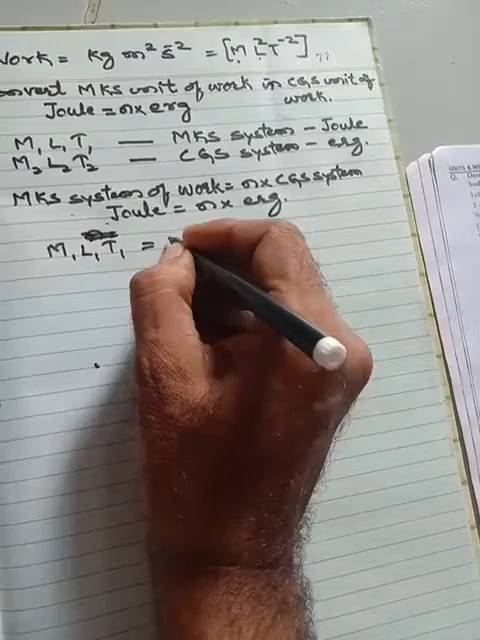 Work = kg m² s̄² = [M L² T⁻²] ,,
Convert MKS unit of work in CGS unit of work.
Joule = n x erg
M₁ L₁ T₁ — MKS system - Joule
M₂ L₂ T₂ — CGS system - erg.
MKS system of work = n x CGS system
Joule = n x erg.
M₁ L₁ T₁ =
UNITS & M
Q.